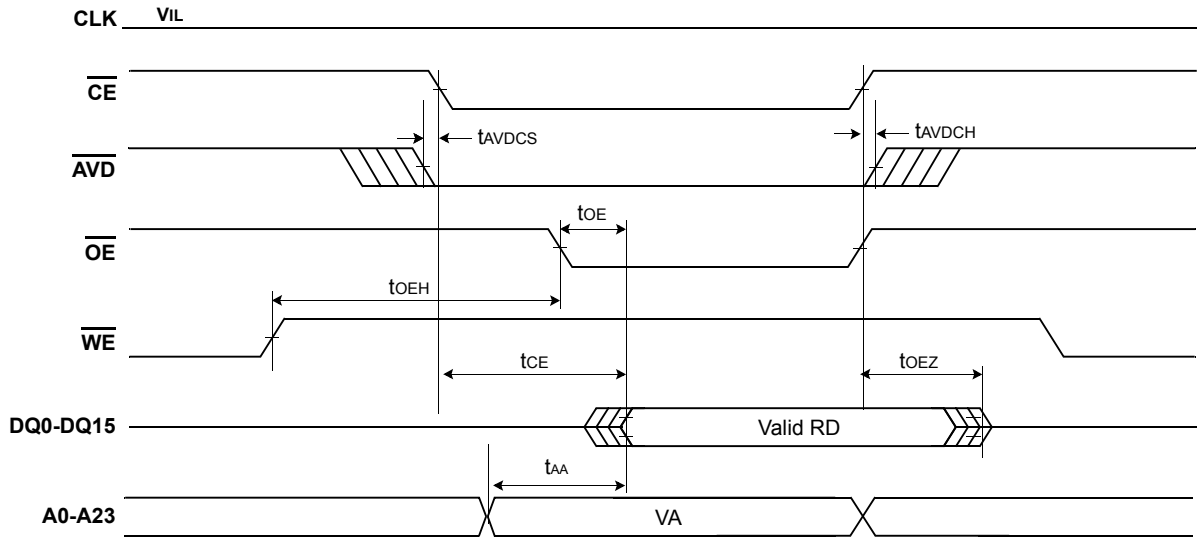 CLK VIL
CE
tAVDCS
tAVDCH
AVD
tOE
OE
tOEH
WE
tCE
tOEZ
DQ0-DQ15
Valid RD
tAA
A0-A23
VA